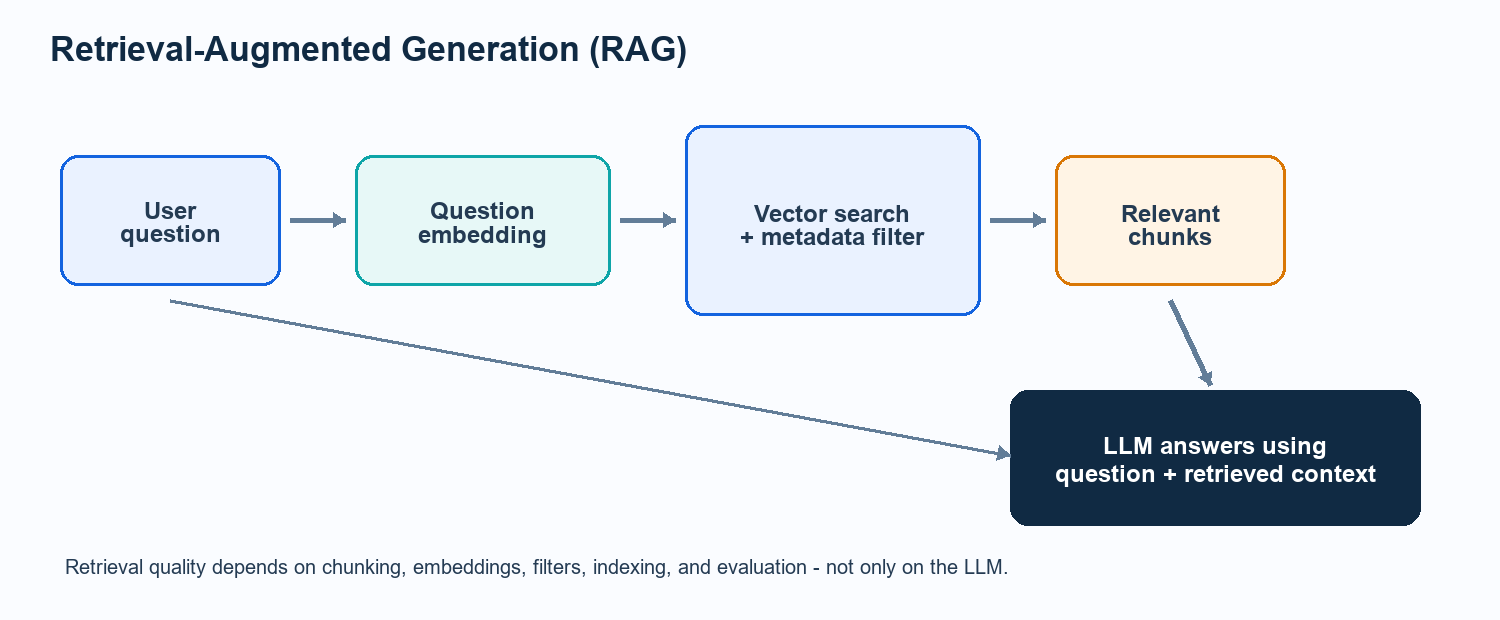 Retrieval-Augmented Generation (RAG)
User
question
Question
embedding
Vector search
+ metadata filter
Relevant
chunks
LLM answers using
question + retrieved context
Retrieval quality depends on chunking, embeddings, filters, indexing, and evaluation - not only on the LLM.